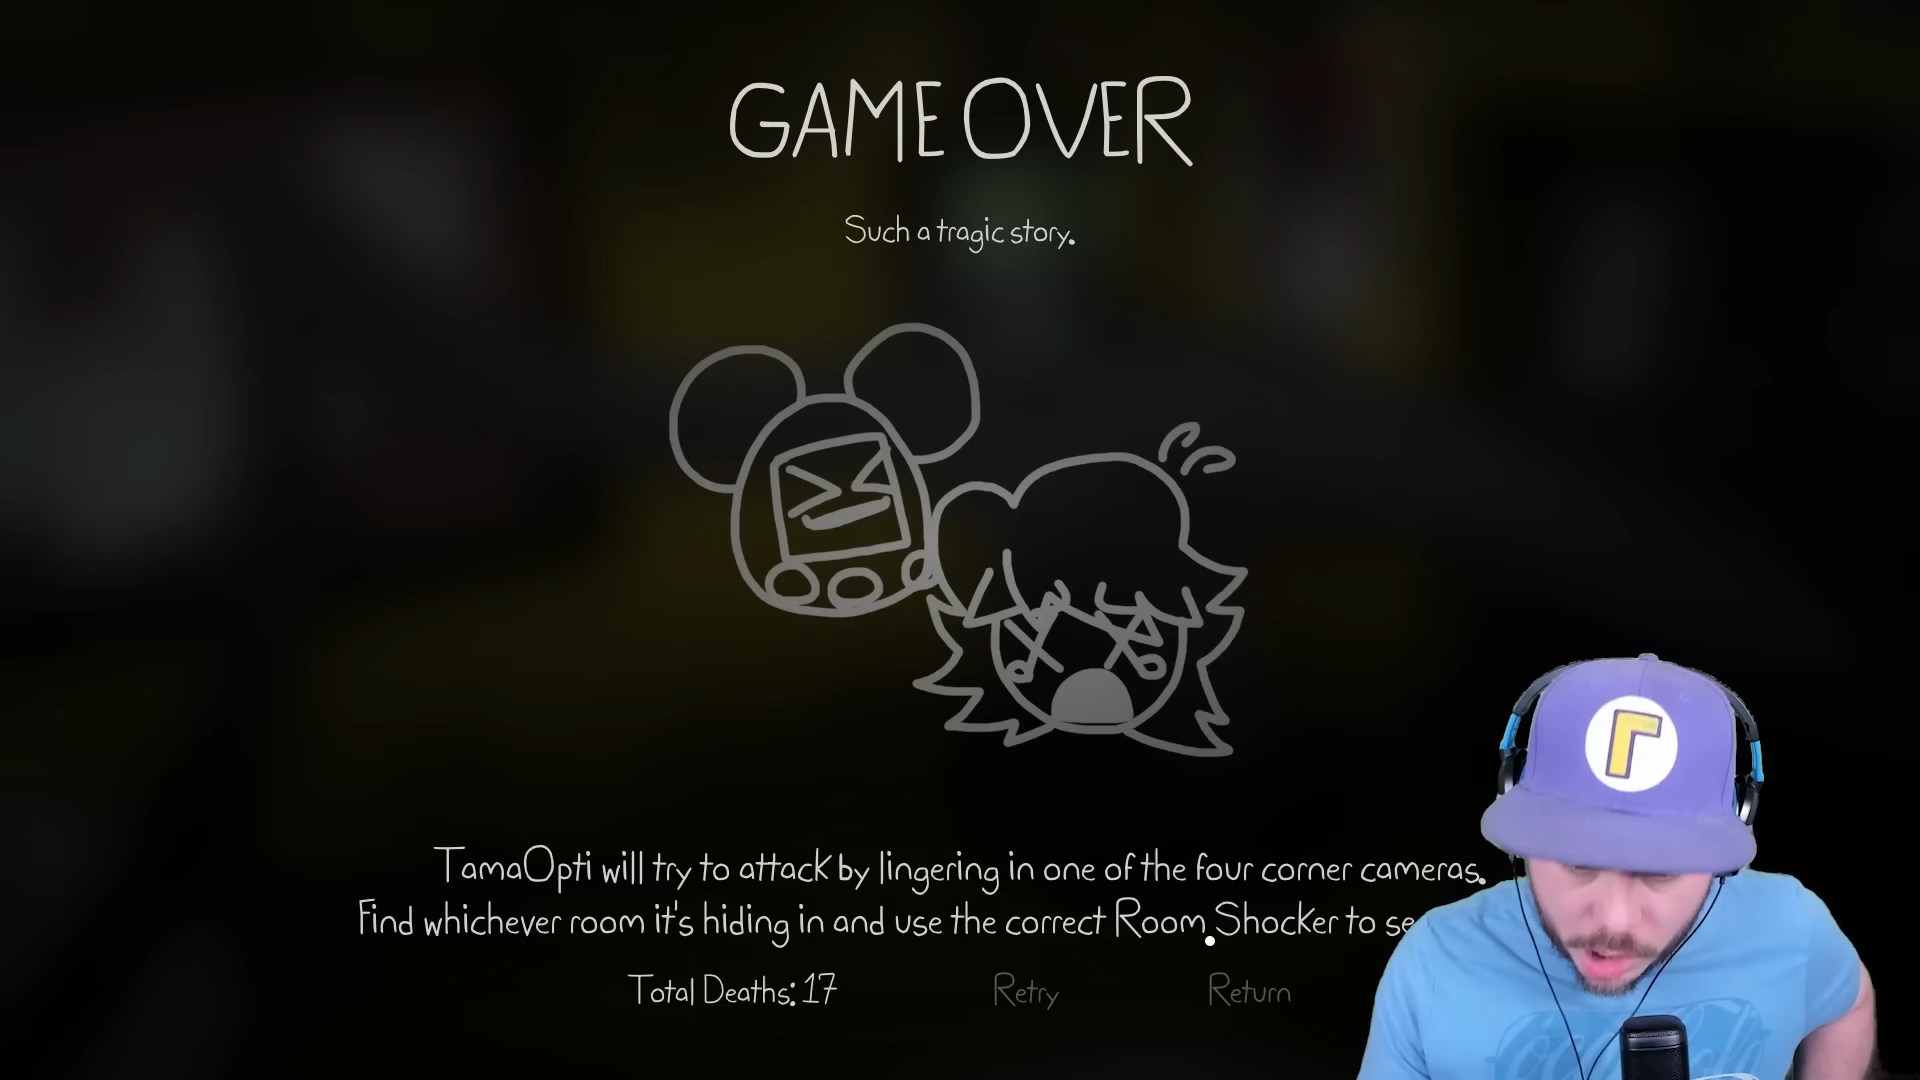 GAME OVER
Such a tragic story.
TamaOpti will try to attack by lingering in one of the four corner cameras.
Find whichever room it's hiding in and use the correct Room Shocker to
Total Deaths: 17
Retry
Return